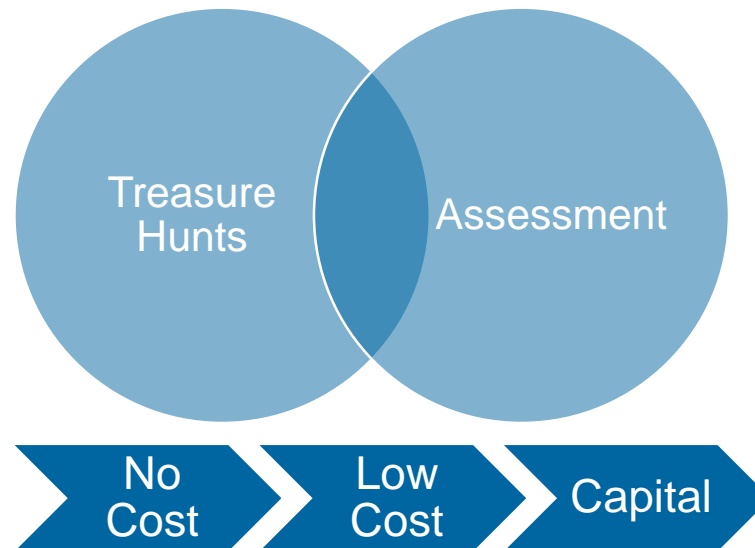 Treasure
Hunts
Assessment
No
Cost
Low
Cost
Capital